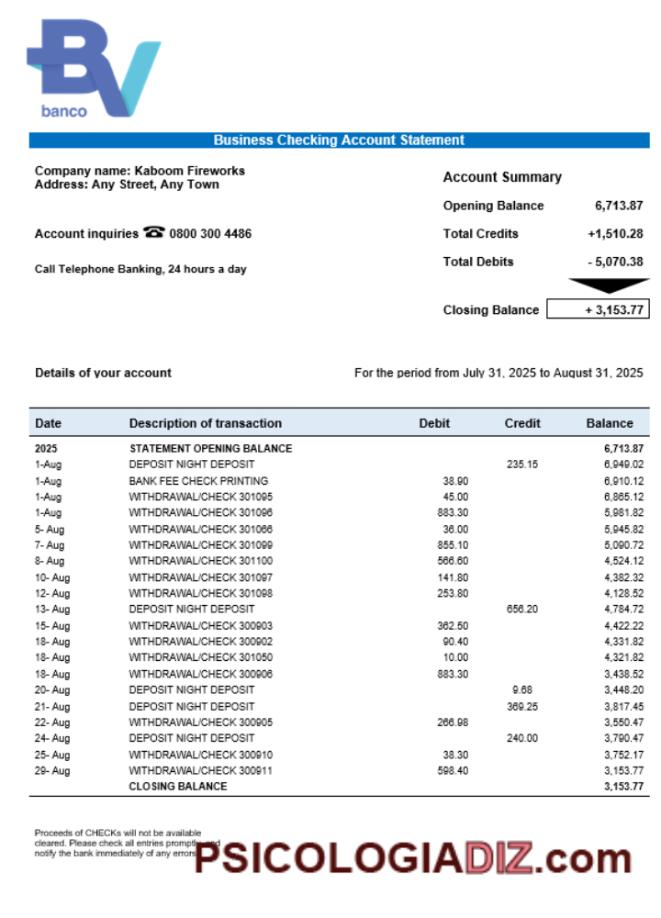 BV
banco
Business Checking Account Statement
Company name: Kaboom Fireworks
Address: Any Street, Any Town
Account inquiries ☎ 0800 300 4486
Call Telephone Banking, 24 hours a day
Account Summary
Opening Balance 6,713.87
Total Credits +1,510.28
Total Debits - 5,070.38
Closing Balance + 3,153.77
Details of your account For the period from July 31, 2025 to August 31, 2025
Date Description of transaction Debit Credit Balance
2025 STATEMENT OPENING BALANCE 6,713.87
1-Aug DEPOSIT NIGHT DEPOSIT 235.15 6,949.02
1-Aug BANK FEE CHECK PRINTING 38.90 6,910.12
1-Aug WITHDRAWAL/CHECK 301095 45.00 6,865.12
1-Aug WITHDRAWAL/CHECK 301096 883.30 5,981.82
5- Aug WITHDRAWAL/CHECK 301066 36.00 5,945.82
7- Aug WITHDRAWAL/CHECK 301099 855.10 5,090.72
8- Aug WITHDRAWAL/CHECK 301100 566.60 4,524.12
10- Aug WITHDRAWAL/CHECK 301097 141.80 4,382.32
12- Aug WITHDRAWAL/CHECK 301098 253.80 4,128.52
13- Aug DEPOSIT NIGHT DEPOSIT 656.20 4,784.72
15- Aug WITHDRAWAL/CHECK 300903 362.50 4,422.22
18- Aug WITHDRAWAL/CHECK 300902 90.40 4,331.82
18- Aug WITHDRAWAL/CHECK 301050 10.00 4,321.82
18- Aug WITHDRAWAL/CHECK 300906 883.30 3,438.52
20- Aug DEPOSIT NIGHT DEPOSIT 9.68 3,448.20
21- Aug DEPOSIT NIGHT DEPOSIT 369.25 3,817.45
22- Aug WITHDRAWAL/CHECK 300905 266.98 3,550.47
24- Aug DEPOSIT NIGHT DEPOSIT 240.00 3,790.47
25- Aug WITHDRAWAL/CHECK 300910 38.30 3,752.17
29- Aug WITHDRAWAL/CHECK 300911 598.40 3,153.77
CLOSING BALANCE 3,153.77
Proceeds of CHECKs will not be available
cleared. Please check all entries promptly and
notify the bank immediately of any errors
PSICOLOGIADIZ.com